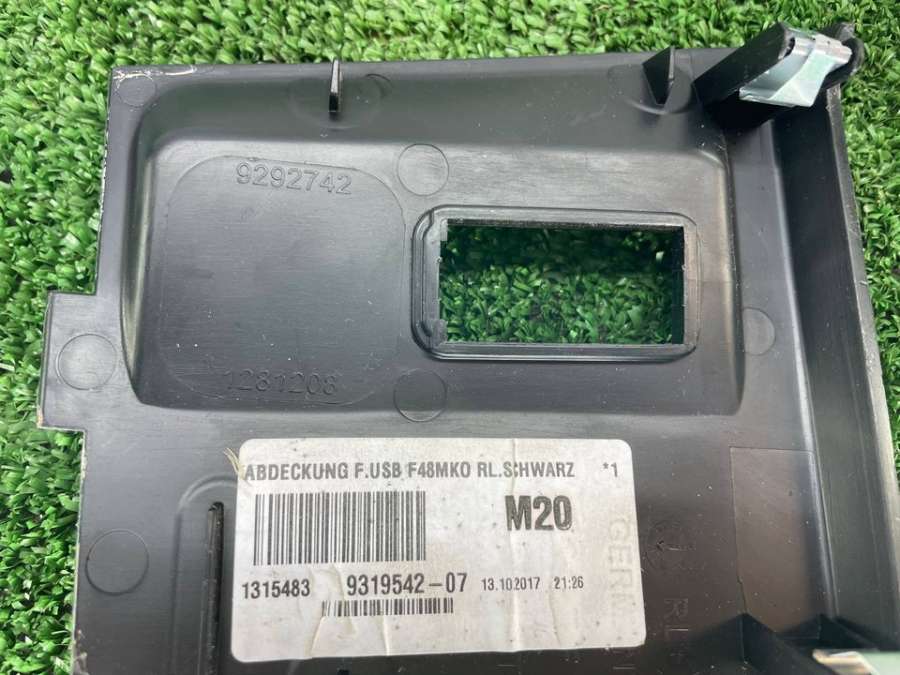 9292742
1281208
ABDECKUNG F.USB F48MKO RL.SCHWARZ *1
M20
1315483 9319542-07 13.10.2017 21:26